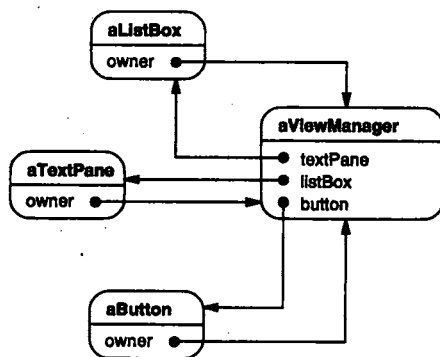 aListBox
owner
aViewManager
textPane
listBox
button
aTextPane
owner
aButton
owner